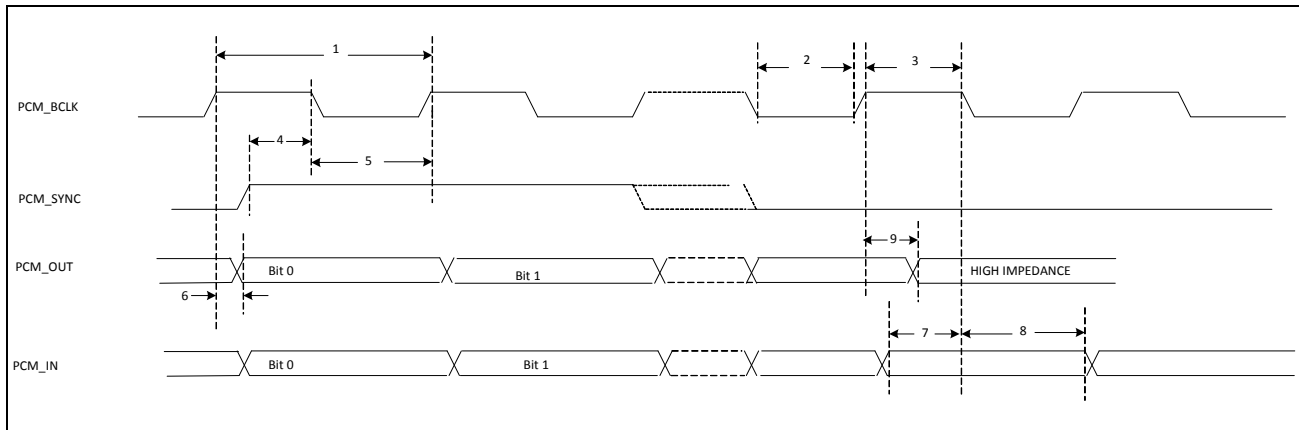 1
2
3
PCM_BCLK
4
5
PCM_SYNC
9
PCM_OUT
Bit 0
Bit 1
HIGH IMPEDANCE
6
7
8
PCM_IN
Bit 0
Bit 1